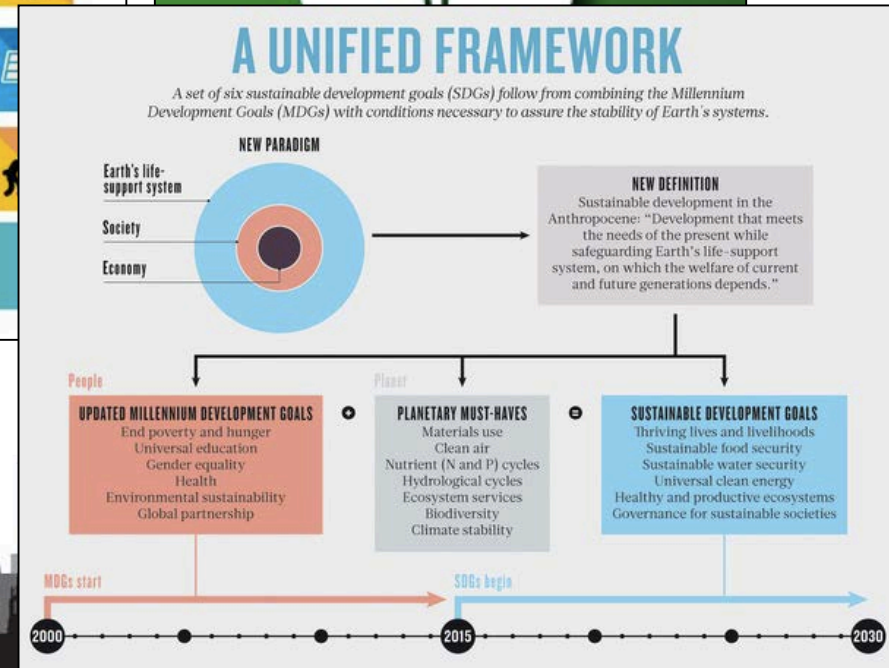 A UNIFIED FRAMEWORK
A set of six sustainable development goals (SDGs) follow from combining the Millennium
Development Goals (MDGs) with conditions necessary to assure the stability of Earth's systems.
NEW PARADIGM
Earth's life-
support system
Society
Economy
NEW DEFINITION
Sustainable development in the
Anthropocene: “Development that meets
the needs of the present while
safeguarding Earth's life-support
system, on which the welfare of current
and future generations depends.”
People
UPDATED MILLENNIUM DEVELOPMENT GOALS
End poverty and hunger
Universal education
Gender equality
Health
Environmental sustainability
Global partnership
+
Planet
PLANETARY MUST-HAVES
Materials use
Clean air
Nutrient (N and P) cycles
Hydrological cycles
Ecosystem services
Biodiversity
Climate stability
=
SUSTAINABLE DEVELOPMENT GOALS
Thriving lives and livelihoods
Sustainable food security
Sustainable water security
Universal clean energy
Healthy and productive ecosystems
Governance for sustainable societies
MDGs start
SDGs begin
2000
2015
2030